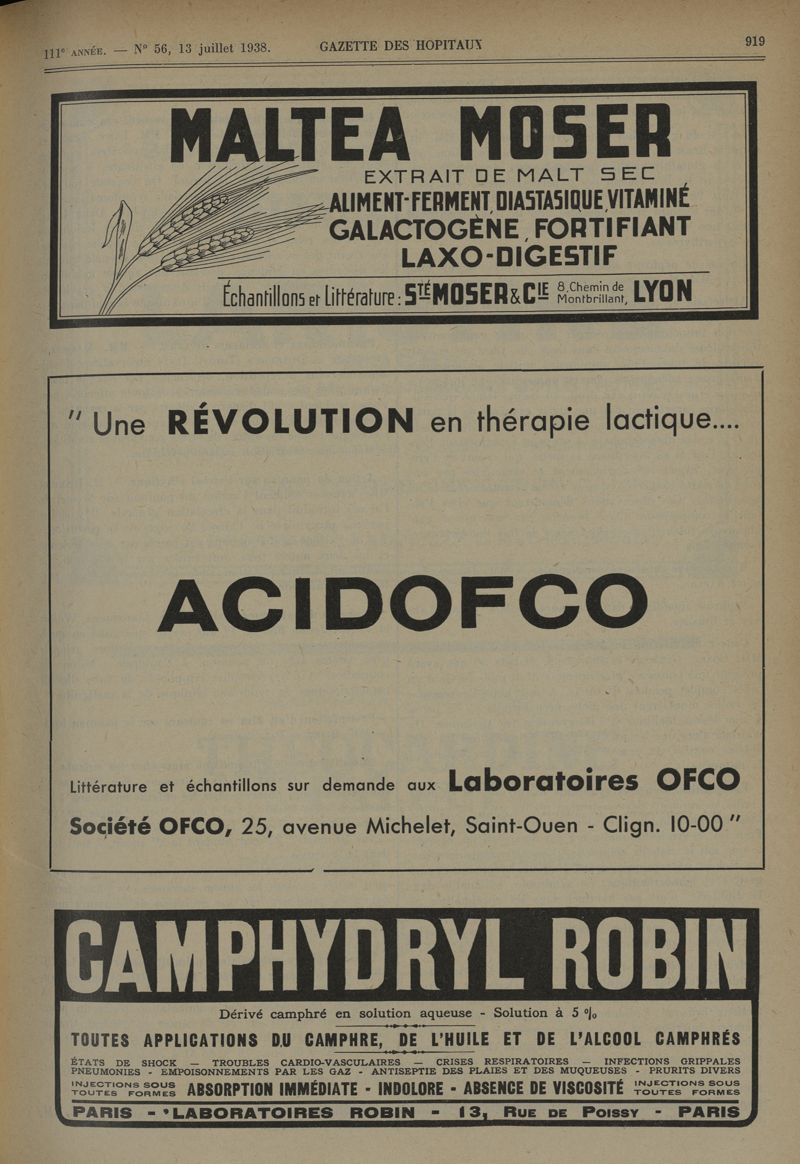 111e ANNÉE. — N° 56, 13 juillet 1938.
GAZETTE DES HOPITAUX
919
MALTEA MOSER
EXTRAIT DE MALT SEC
ALIMENT-FERMENT, DIASTASIQUE, VITAMINÉ
GALACTOGÈNE, FORTIFIANT
LAXO-DIGESTIF
Échantillons et Littérature : STÉ MOSER & CIE 8, Chemin de Montbrillant, LYON
" Une RÉVOLUTION en thérapie lactique....
ACIDOFCO
Littérature et échantillons sur demande aux Laboratoires OFCO
Société OFCO, 25, avenue Michelet, Saint-Ouen - Clign. 10-00 "
CAMPHYDRYL ROBIN
Dérivé camphré en solution aqueuse - Solution à 5 %
TOUTES APPLICATIONS DU CAMPHRE, DE L'HUILE ET DE L'ALCOOL CAMPHRÉS
ÉTATS DE SHOCK — TROUBLES CARDIO-VASCULAIRES — CRISES RESPIRATOIRES — INFECTIONS GRIPPALES
PNEUMONIES - EMPOISONNEMENTS PAR LES GAZ - ANTISEPTIE DES PLAIES ET DES MUQUEUSES - PRURITS DIVERS
INJECTIONS SOUS TOUTES FORMES ABSORPTION IMMÉDIATE - INDOLORE - ABSENCE DE VISCOSITÉ INJECTIONS SOUS TOUTES FORMES
PARIS - LABORATOIRES ROBIN - 13, RUE DE POISSY - PARIS